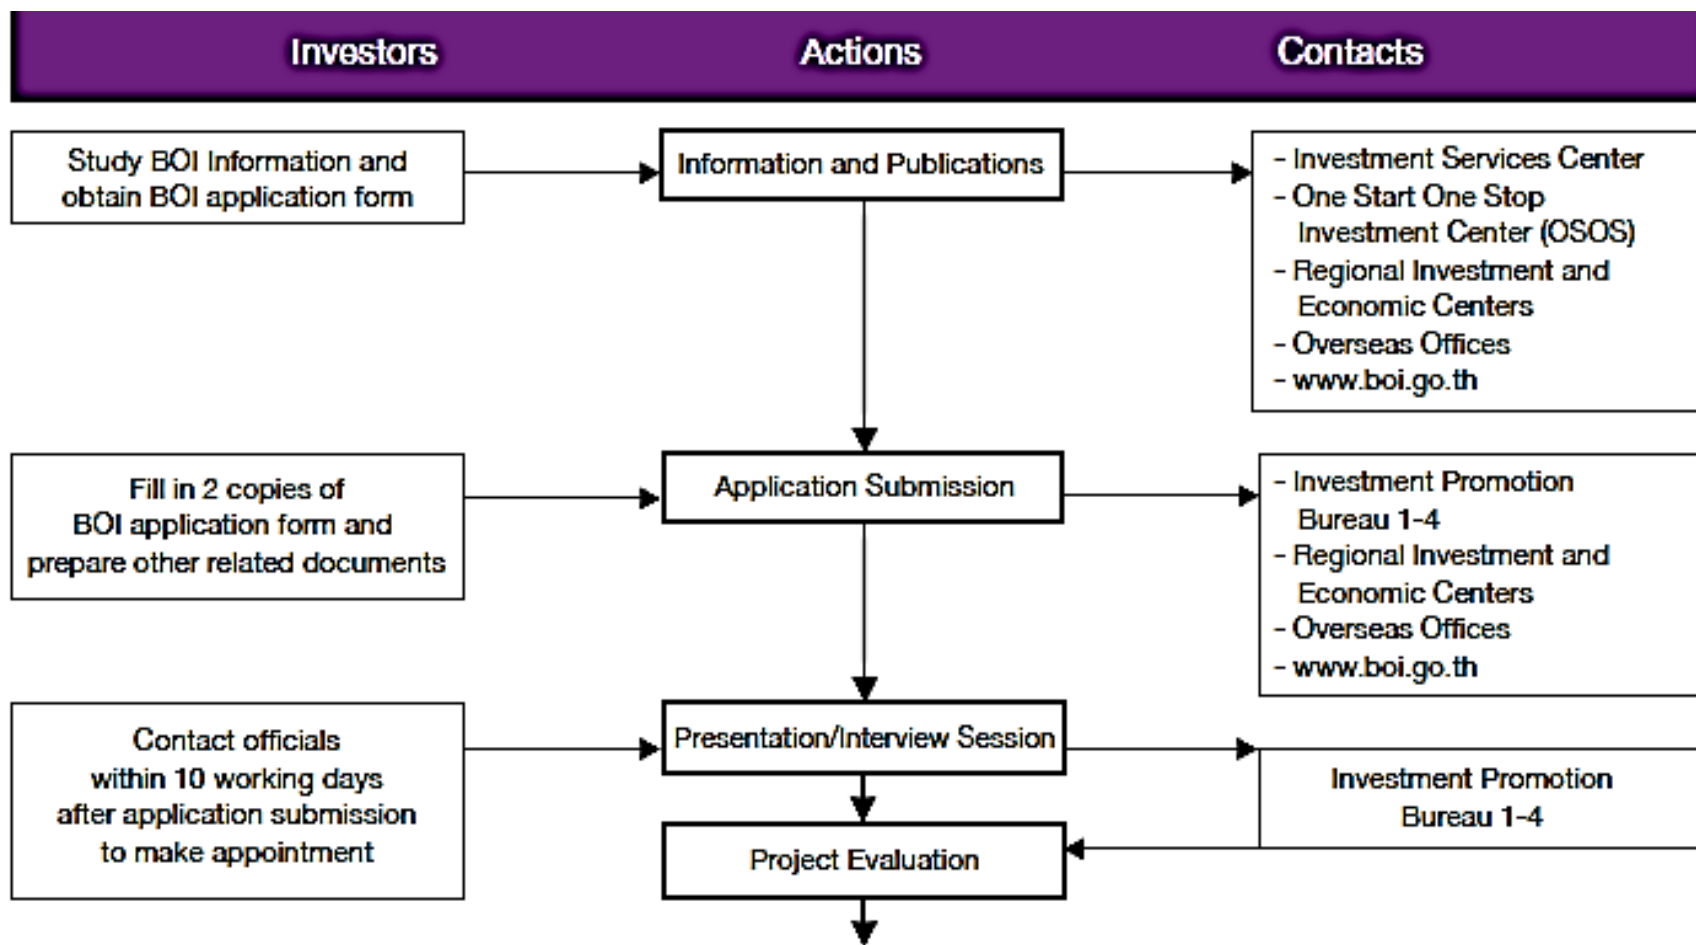 Investors
Actions
Contacts
Study BOI Information and
obtain BOI application form
Information and Publications
- Investment Services Center
- One Start One Stop
Investment Center (OSOS)
- Regional Investment and
Economic Centers
- Overseas Offices
- www.boi.go.th
Fill in 2 copies of
BOI application form and
prepare other related documents
Application Submission
- Investment Promotion
Bureau 1-4
- Regional Investment and
Economic Centers
- Overseas Offices
- www.boi.go.th
Contact officials
within 10 working days
after application submission
to make appointment
Presentation/Interview Session
Investment Promotion
Bureau 1-4
Project Evaluation